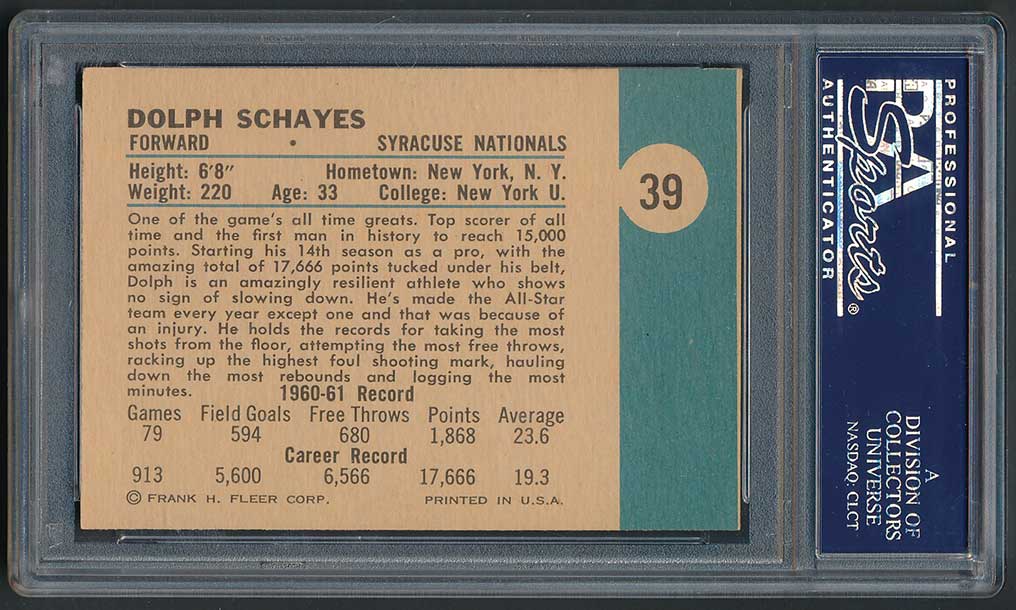 DOLPH SCHAYES
FORWARD • SYRACUSE NATIONALS
Height: 6'8" Hometown: New York, N. Y.
Weight: 220 Age: 33 College: New York U.
One of the game's all time greats. Top scorer of all
time and the first man in history to reach 15,000
points. Starting his 14th season as a pro, with the
amazing total of 17,666 points tucked under his belt,
Dolph is an amazingly resilient athlete who shows
no sign of slowing down. He's made the All-Star
team every year except one and that was because of
an injury. He holds the records for taking the most
shots from the floor, attempting the most free throws,
racking up the highest foul shooting mark, hauling
down the most rebounds and logging the most
minutes.
1960-61 Record
Games Field Goals Free Throws Points Average
79 594 680 1,868 23.6
Career Record
913 5,600 6,566 17,666 19.3
© FRANK H. FLEER CORP. PRINTED IN U.S.A.
39
PROFESSIONAL
PSA
Sports®
AUTHENTICATOR
A
DIVISION OF
COLLECTORS
UNIVERSE
NASDAQ: CLCT